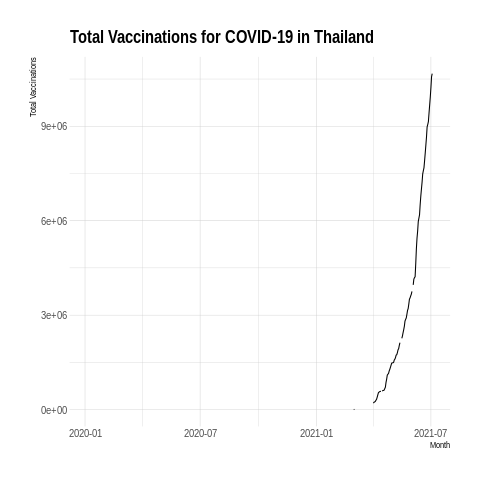 Total Vaccinations for COVID-19 in Thailand
Total Vaccinations
9e+06
6e+06
3e+06
0e+00
2020-01 2020-07 2021-01 2021-07
Month